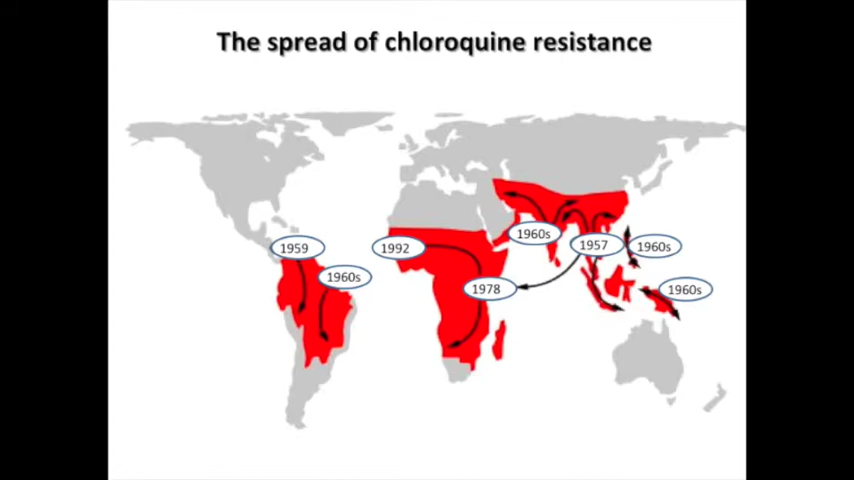 The spread of chloroquine resistance
1960s
1957
1960s
1959
1992
1960s
1978
1960s